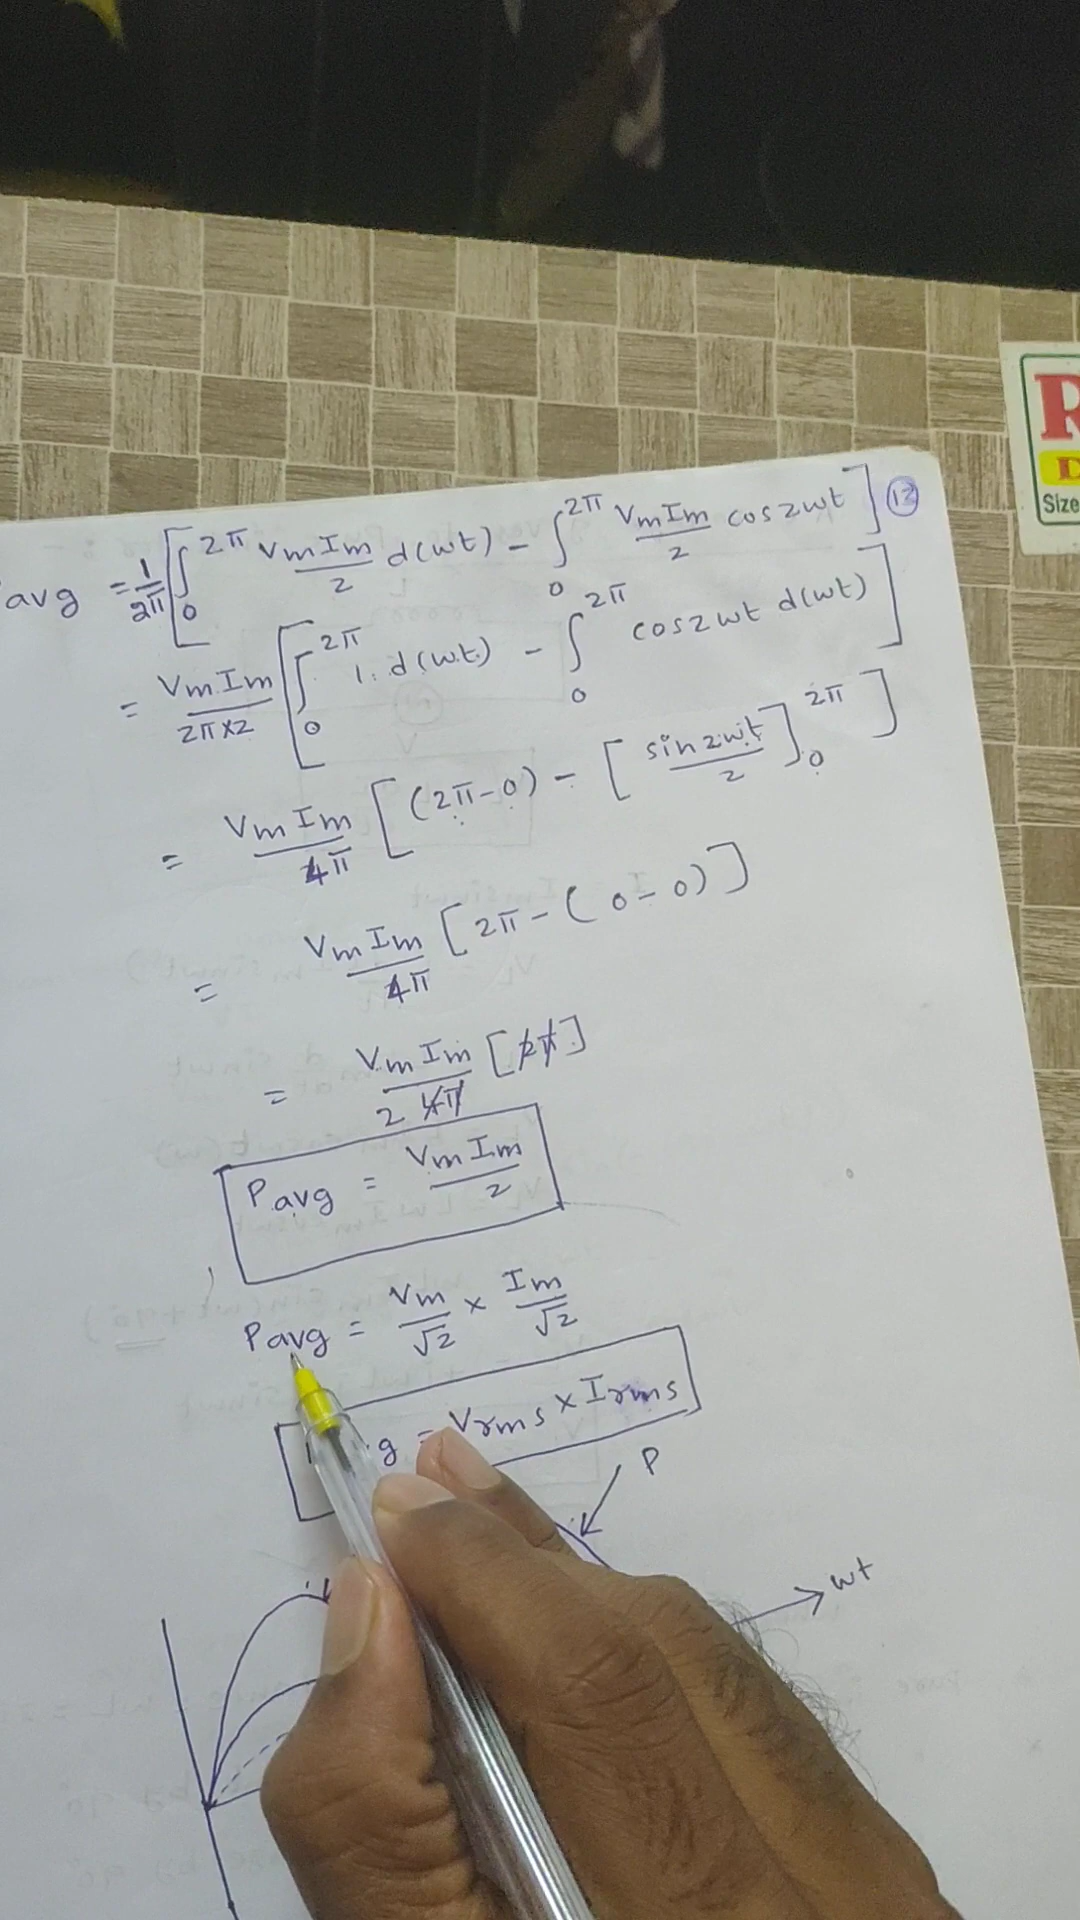 avg = 1/2π [ ∫₀^2π VmIm/2 d(wt) - ∫₀^2π VmIm/2 cos2wt ] 12
= VmIm/2π×2 [ ∫₀^2π 1. d(wt) - ∫₀^2π cos2wt d(wt) ]
= VmIm/4π [ (2π-0) - [ sin2wt/2 ]₀^2π ]
= VmIm/4π [ 2π-(0-0) ]
= VmIm/2 4π [2π]
Pavg = VmIm/2
Pavg = Vm/√2 × Im/√2
g = Vrms × Irms
P
wt
R
D
Size